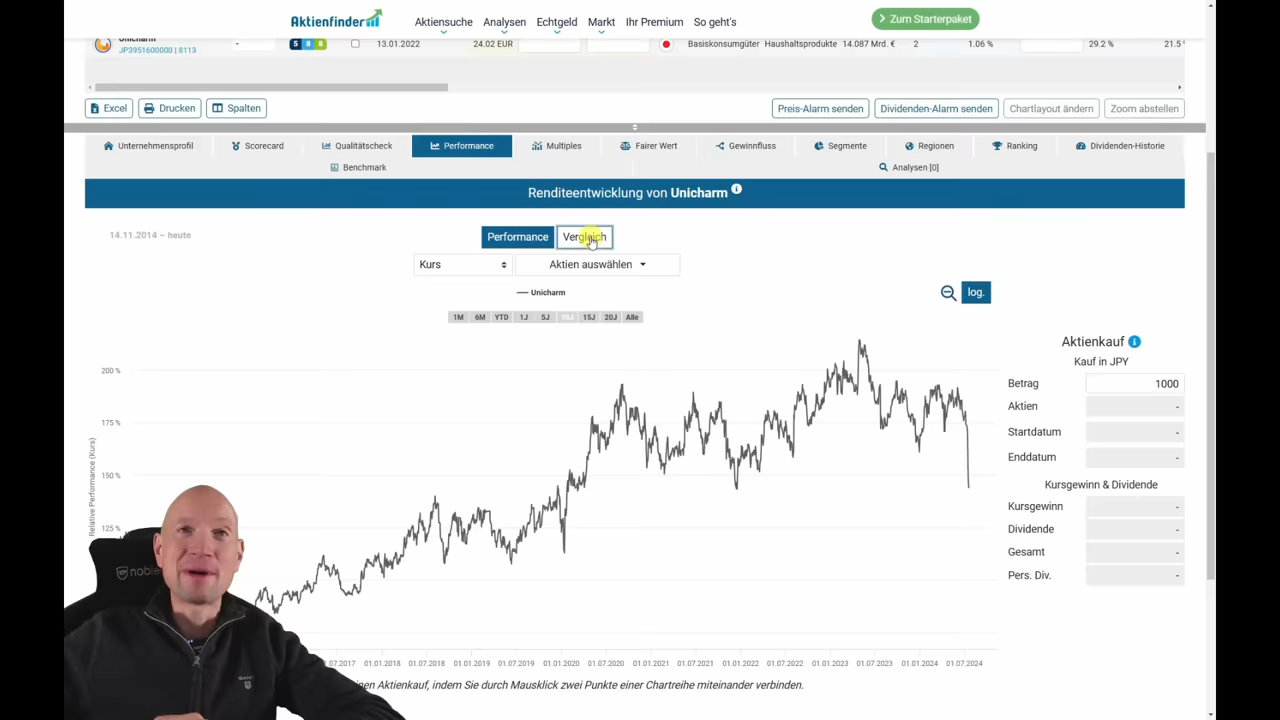 Aktienfinder
Aktiensuche Analysen Echtgeld Markt Ihr Premium So geht's
Zum Starterpaket
Unicharm
JP3951600000 | 8113
- 13.01.2022 24.02 EUR Basiskonsumgüter Haushaltsprodukte 14.087 Mrd. € 2 1.06 % 29.2 %
Excel Drucken Spalten Preis-Alarm senden Dividenden-Alarm senden Chartlayout ändern Zoom abstellen
Unternehmensprofil Scorecard Qualitätscheck Performance Multiples Fairer Wert Gewinnfluss Segmente Regionen Ranking Dividenden-Historie
Benchmark Analysen [0]
Renditeentwicklung von Unicharm
14.11.2014 – heute
Performance Vergleich
Kurs Aktien auswählen
Unicharm
log.
1M 6M YTD 1J 5J 10J 15J 20J Alle
Relative Performance (Kurs)
200 %
175 %
150 %
125 %
Aktienkauf
Kauf in JPY
Betrag 1000
Aktien -
Startdatum -
Enddatum -
Kursgewinn & Dividende
Kursgewinn -
Dividende -
Gesamt -
Pers. Div. -
noble
GANT
.07.2017 01.01.2018 01.07.2018 01.01.2019 01.07.2019 01.01.2020 01.07.2020 01.01.2021 01.07.2021 01.01.2022 01.07.2022 01.01.2023 01.07.2023 01.01.2024 01.07.2024
inen Aktienkauf, indem Sie durch Mausklick zwei Punkte einer Chartreihe miteinander verbinden.